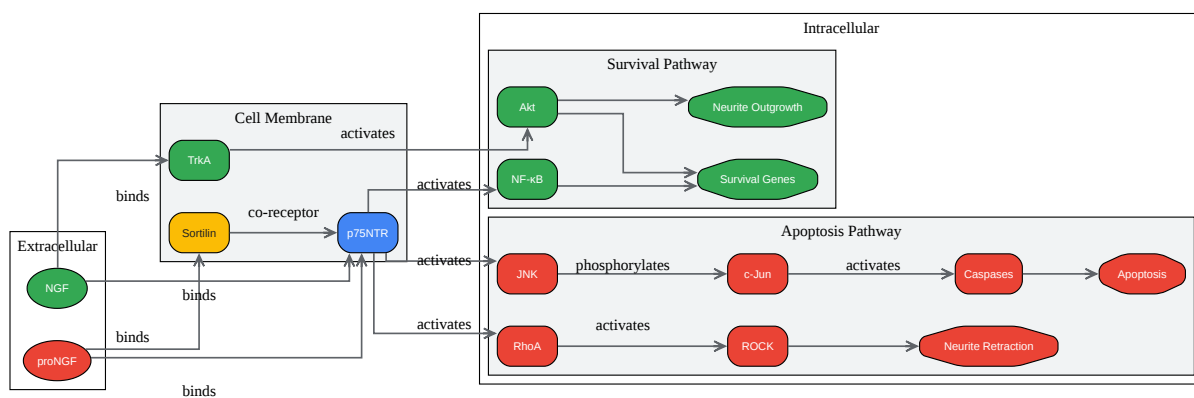 Intracellular
Survival Pathway
Akt
Neurite Outgrowth
Cell Membrane
activates
TrkA
NF-κB
Survival Genes
activates
binds
co-receptor
Sortilin
p75NTR
Apoptosis Pathway
Extracellular
activates
JNK
phosphorylates
c-Jun
activates
Caspases
Apoptosis
NGF
binds
binds
activates
RhoA
activates
ROCK
Neurite Retraction
proNGF
binds